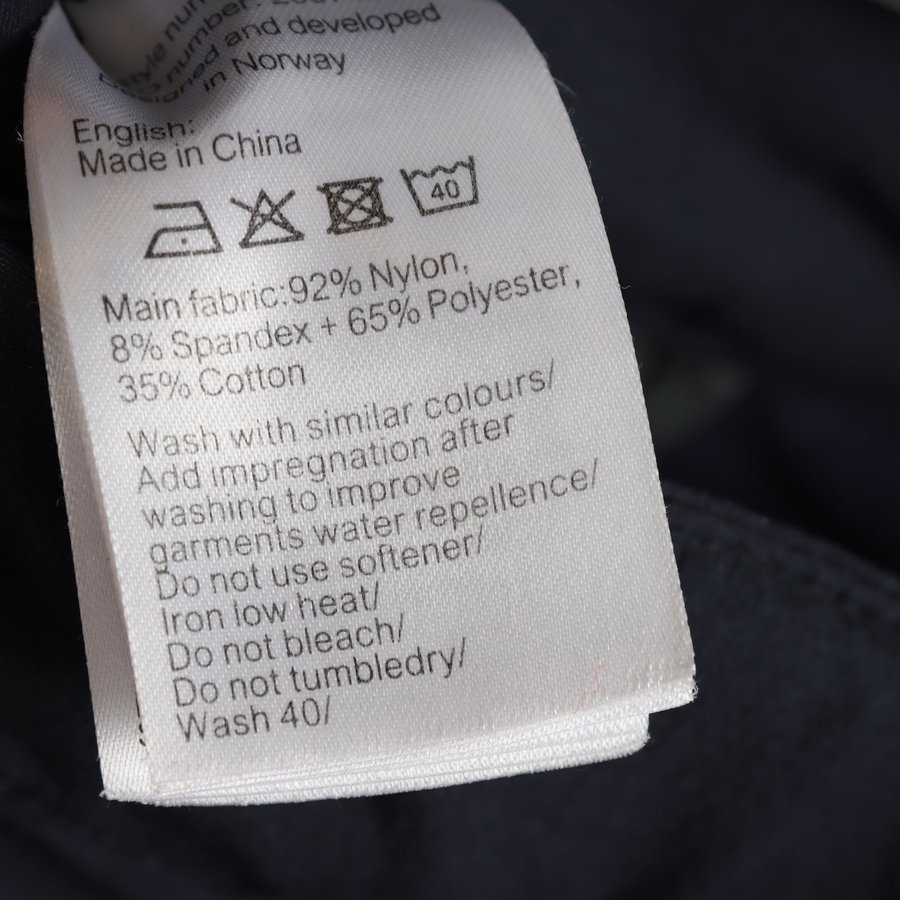 number:
O number and developed
in Norway
English:
Made in China
40
Main fabric:92% Nylon,
8% Spandex + 65% Polyester,
35% Cotton
Wash with similar colours/
Add impregnation after
washing to improve
garments water repellence/
Do not use softener/
Iron low heat/
Do not bleach/
Do not tumbledry/
Wash 40/